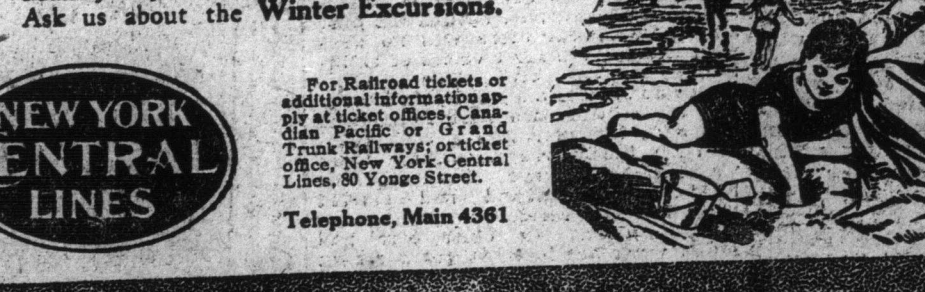 Ask us about the Winter Excursions.
NEW YORK
CENTRAL
LINES
For Railroad tickets or
additional information ap-
ply at ticket offices, Cana-
dian Pacific or Grand
Trunk Railways; or ticket
office, New York Central
Lines, 80 Yonge Street.
Telephone, Main 4361